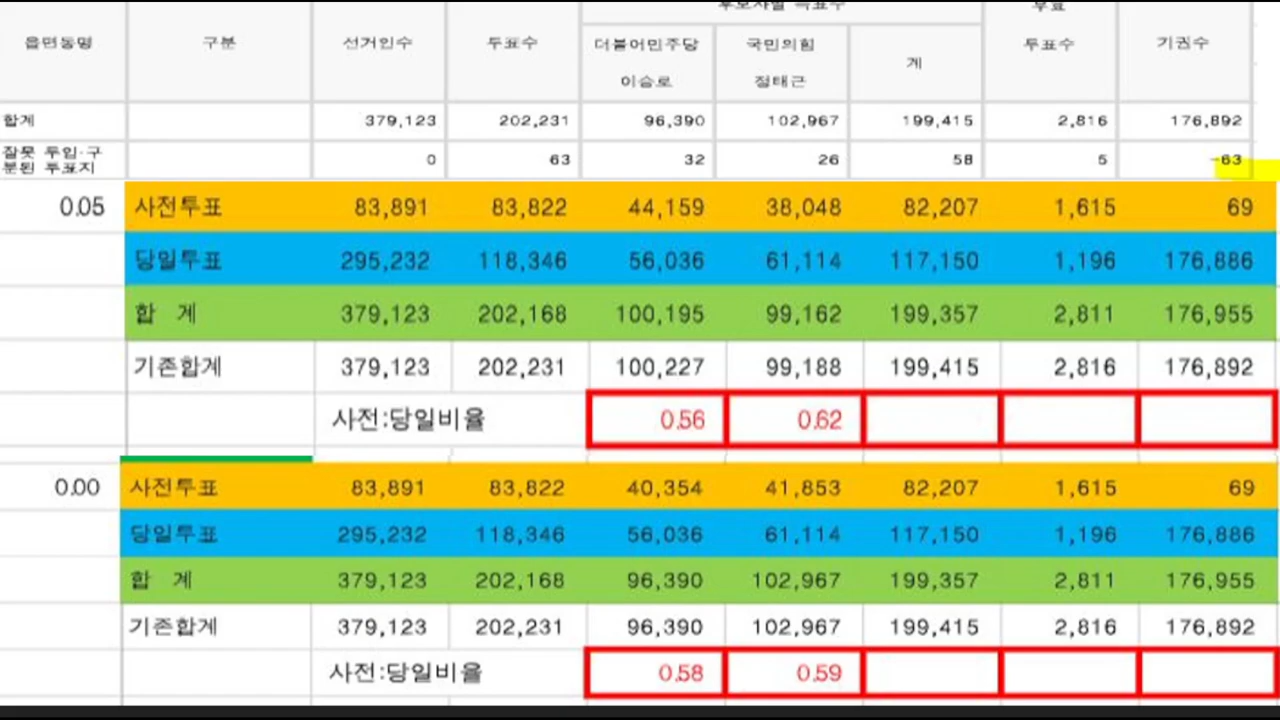 후보자별 득표수 무효
읍면동명 구분 선거인수 투표수 더불어민주당 이승로 국민의힘 정태근 계 투표수 기권수
합계 379,123 202,231 96,390 102,967 199,415 2,816 176,892
잘못 투입·구분된 투표지 0 63 32 26 58 5 -63
0.05 사전투표 83,891 83,822 44,159 38,048 82,207 1,615 69
당일투표 295,232 118,346 56,036 61,114 117,150 1,196 176,886
합 계 379,123 202,168 100,195 99,162 199,357 2,811 176,955
기존합계 379,123 202,231 100,227 99,188 199,415 2,816 176,892
사전:당일비율 0.56 0.62
0.00 사전투표 83,891 83,822 40,354 41,853 82,207 1,615 69
당일투표 295,232 118,346 56,036 61,114 117,150 1,196 176,886
합 계 379,123 202,168 96,390 102,967 199,357 2,811 176,955
기존합계 379,123 202,231 96,390 102,967 199,415 2,816 176,892
사전:당일비율 0.58 0.59